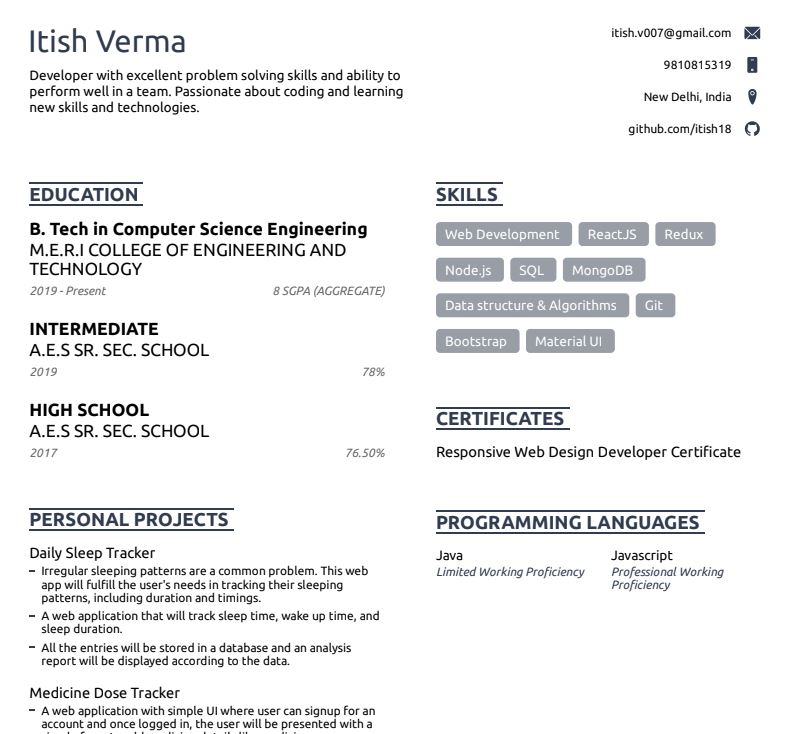 Itish Verma
Developer with excellent problem solving skills and ability to
perform well in a team. Passionate about coding and learning
new skills and technologies.
itish.v007@gmail.com
9810815319
New Delhi, India
github.com/itish18
EDUCATION
B. Tech in Computer Science Engineering
M.E.R.I COLLEGE OF ENGINEERING AND
TECHNOLOGY
2019 - Present 8 SGPA (AGGREGATE)
INTERMEDIATE
A.E.S SR. SEC. SCHOOL
2019 78%
HIGH SCHOOL
A.E.S SR. SEC. SCHOOL
2017 76.50%
PERSONAL PROJECTS
Daily Sleep Tracker
– Irregular sleeping patterns are a common problem. This web
app will fulfill the user's needs in tracking their sleeping
patterns, including duration and timings.
– A web application that will track sleep time, wake up time, and
sleep duration.
– All the entries will be stored in a database and an analysis
report will be displayed according to the data.
Medicine Dose Tracker
– A web application with simple UI where user can signup for an
account and once logged in, the user will be presented with a
SKILLS
Web Development ReactJS Redux
Node.js SQL MongoDB
Data structure & Algorithms Git
Bootstrap Material UI
CERTIFICATES
Responsive Web Design Developer Certificate
PROGRAMMING LANGUAGES
Java
Limited Working Proficiency
Javascript
Professional Working
Proficiency